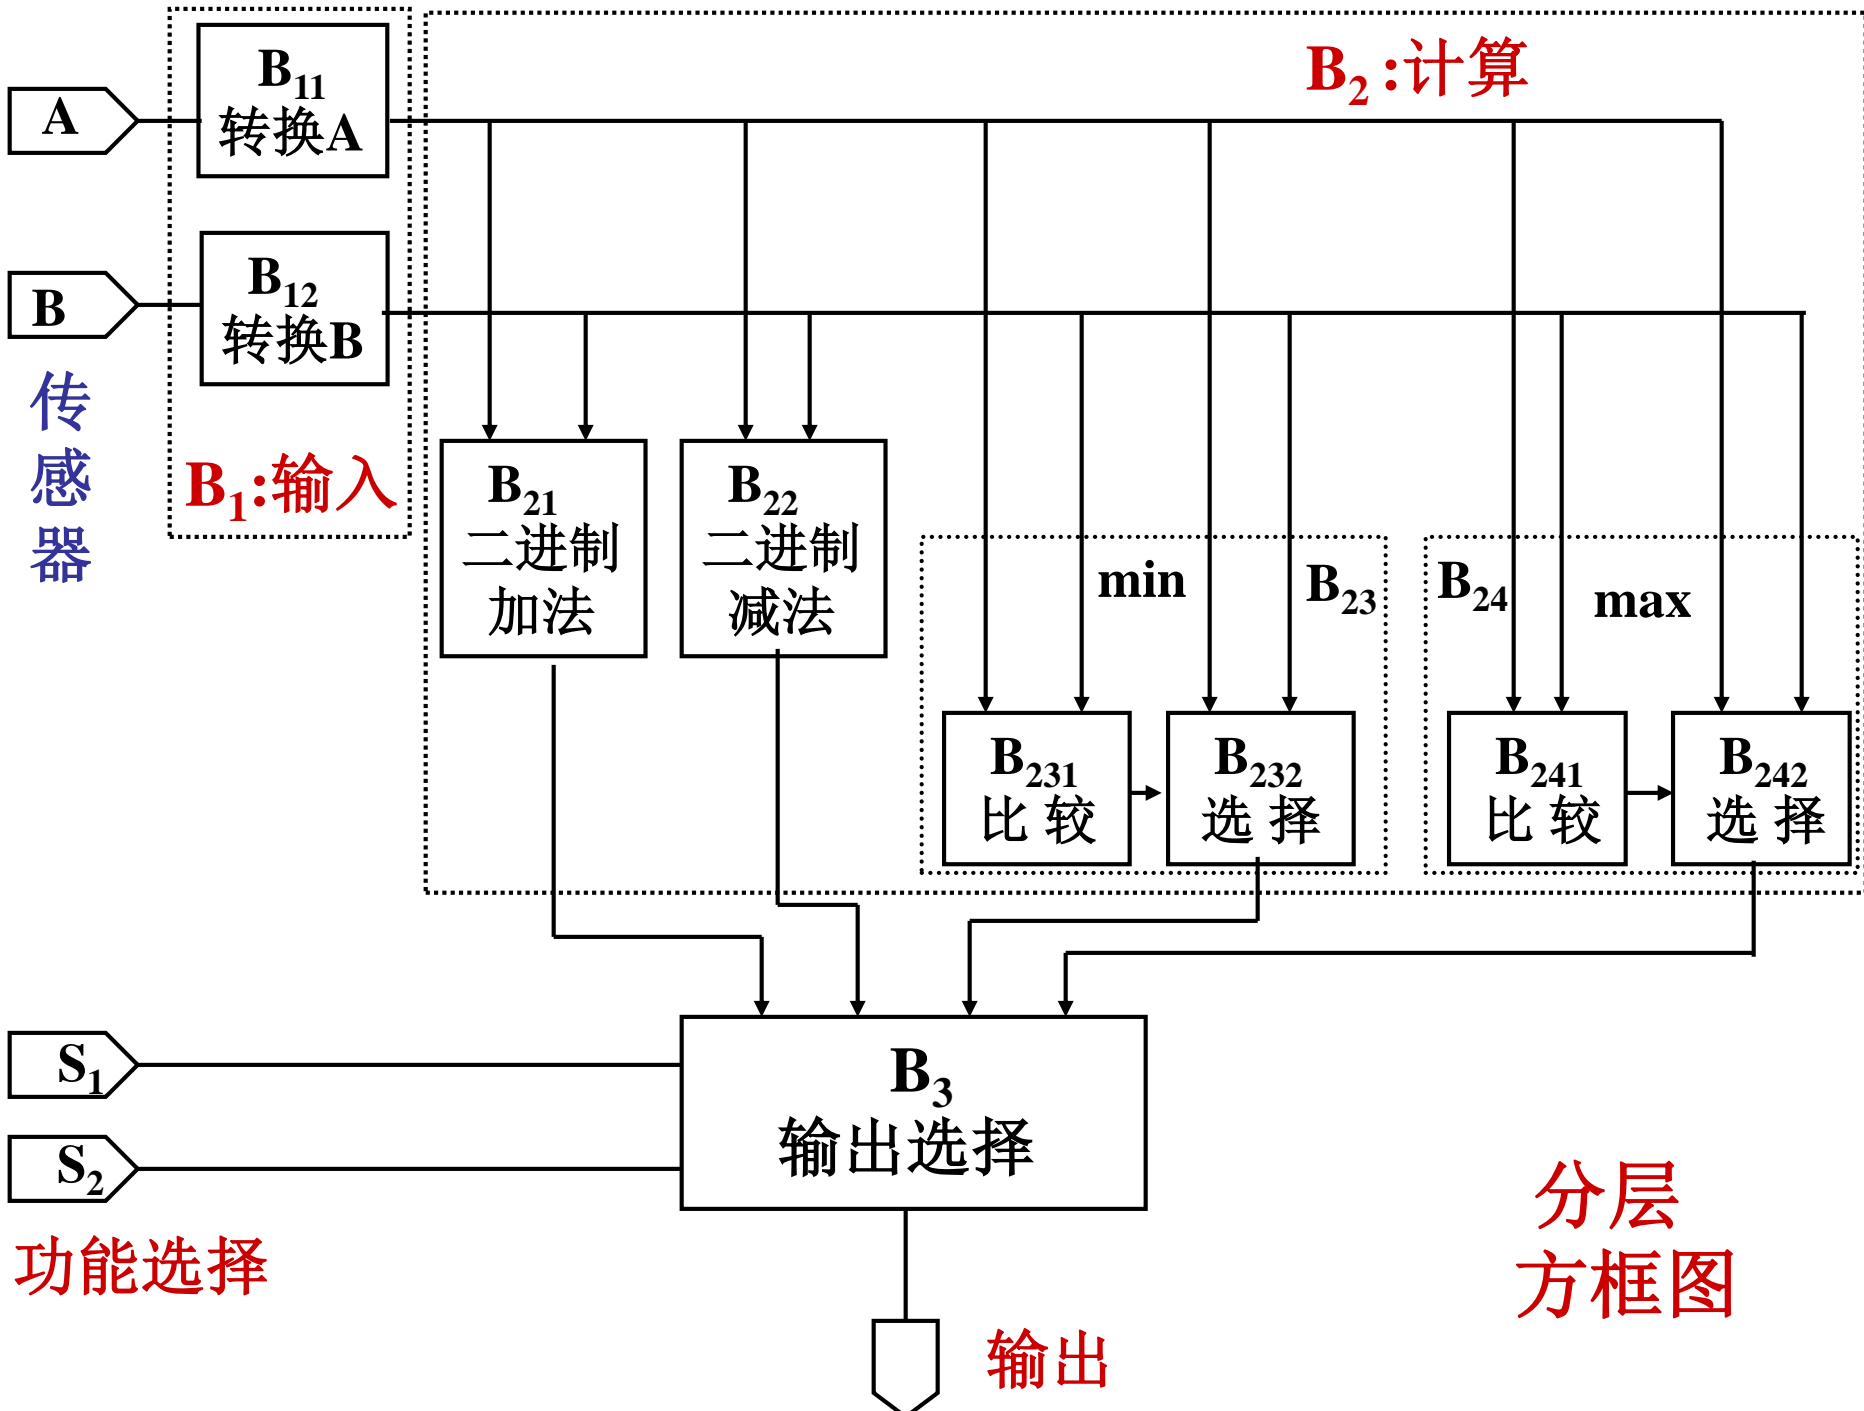 A
B₁₁
转换A
B₂ :计算
B
B₁₂
转换B
传
感
器
B₁:输入
B₂₁
二进制
加法
B₂₂
二进制
减法
min
B₂₃
B₂₄
max
B₂₃₁
比 较
B₂₃₂
选 择
B₂₄₁
比 较
B₂₄₂
选 择
S₁
S₂
功能选择
B₃
输出选择
分层
方框图
输出